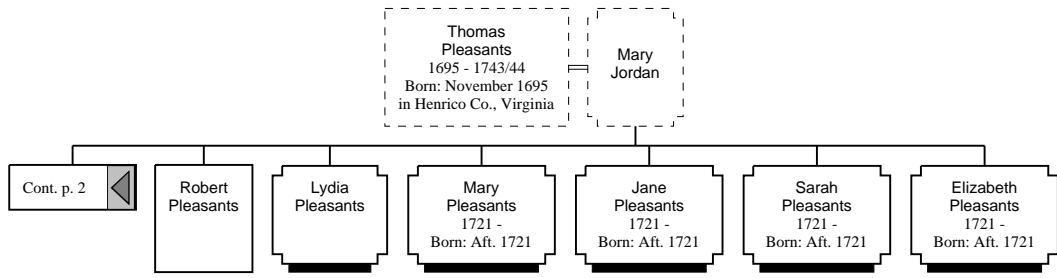 Thomas
Pleasants
1695 - 1743/44
Born: November 1695
in Henrico Co., Virginia
Mary
Jordan
Cont. p. 2
Robert
Pleasants
Lydia
Pleasants
Mary
Pleasants
1721 -
Born: Aft. 1721
Jane
Pleasants
1721 -
Born: Aft. 1721
Sarah
Pleasants
1721 -
Born: Aft. 1721
Elizabeth
Pleasants
1721 -
Born: Aft. 1721